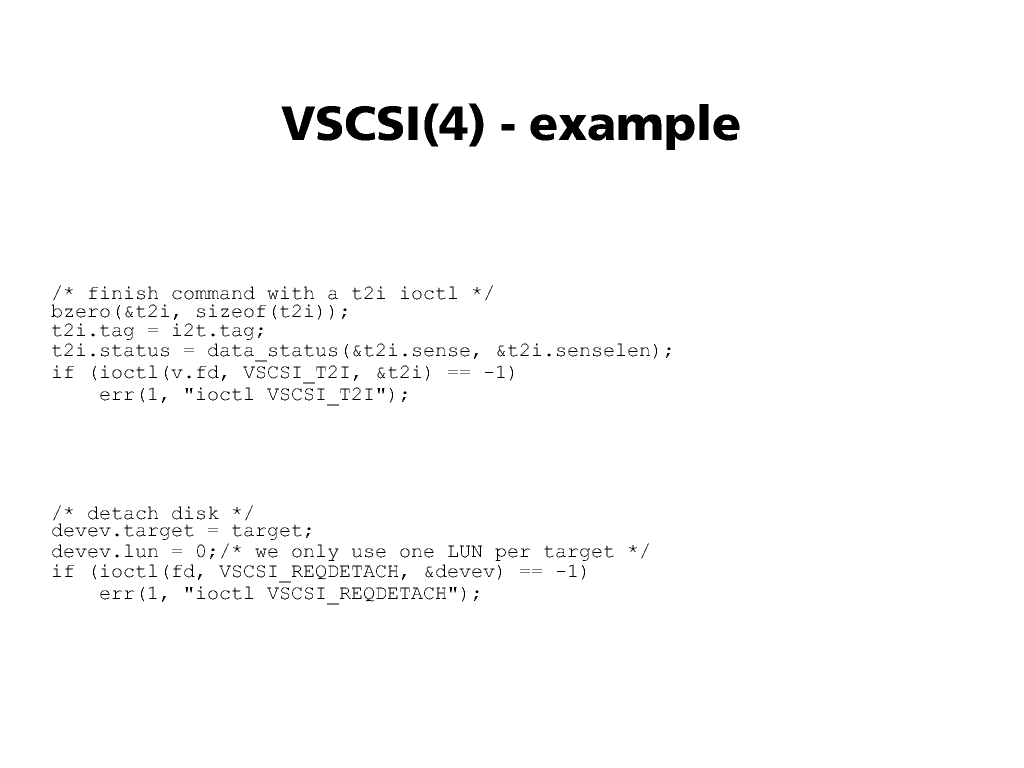 VSCSI(4) - example
/* finish command with a t2i ioctl */
bzero(&t2i, sizeof(t2i));
t2i.tag = i2t.tag;
t2i.status = data_status(&t2i.sense, &t2i.senselen);
if (ioctl(v.fd, VSCSI_T2I, &t2i) == -1)
    err(1, "ioctl VSCSI_T2I");
/* detach disk */
devev.target = target;
devev.lun = 0;/* we only use one LUN per target */
if (ioctl(fd, VSCSI_REQDETACH, &devev) == -1)
    err(1, "ioctl VSCSI_REQDETACH");